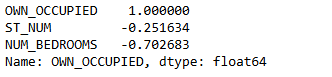 OWN_OCCUPIED    1.000000
ST_NUM         -0.251634
NUM_BEDROOMS   -0.702683
Name: OWN_OCCUPIED, dtype: float64